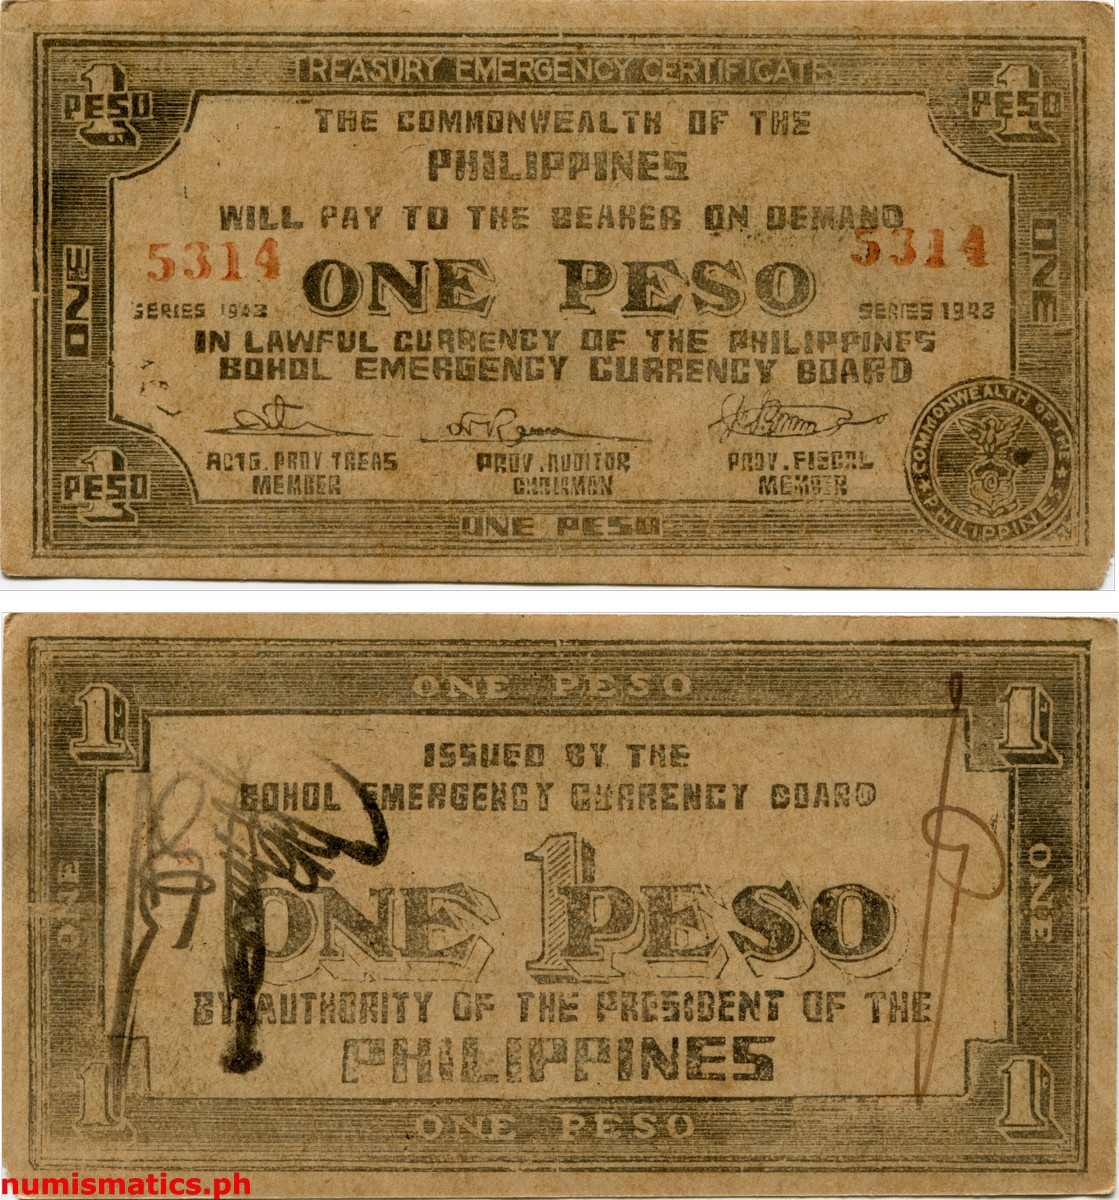 TREASURY EMERGENCY CERTIFICATE
1 PESO
1 PESO
THE COMMONWEALTH OF THE
PHILIPPINES
WILL PAY TO THE BEARER ON DEMAND
5314
5314
ONE PESO
ONE
ONE
SERIES 1943
SERIES 1943
IN LAWFUL CURRENCY OF THE PHILIPPINES
BOHOL EMERGENCY CURRENCY BOARD
ACTG. PROV. TREAS
MEMBER
PROV. AUDITOR
CHAIRMAN
PROV. FISCAL
MEMBER
COMMONWEALTH OF THE PHILIPPINES
1 PESO
ONE PESO
ONE PESO
1
1
ISSUED BY THE
BOHOL EMERGENCY CURRENCY BOARD
ONE 1 PESO
ONE
ONE
BY AUTHORITY OF THE PRESIDENT OF THE
PHILIPPINES
1
1
ONE PESO
numismatics.ph